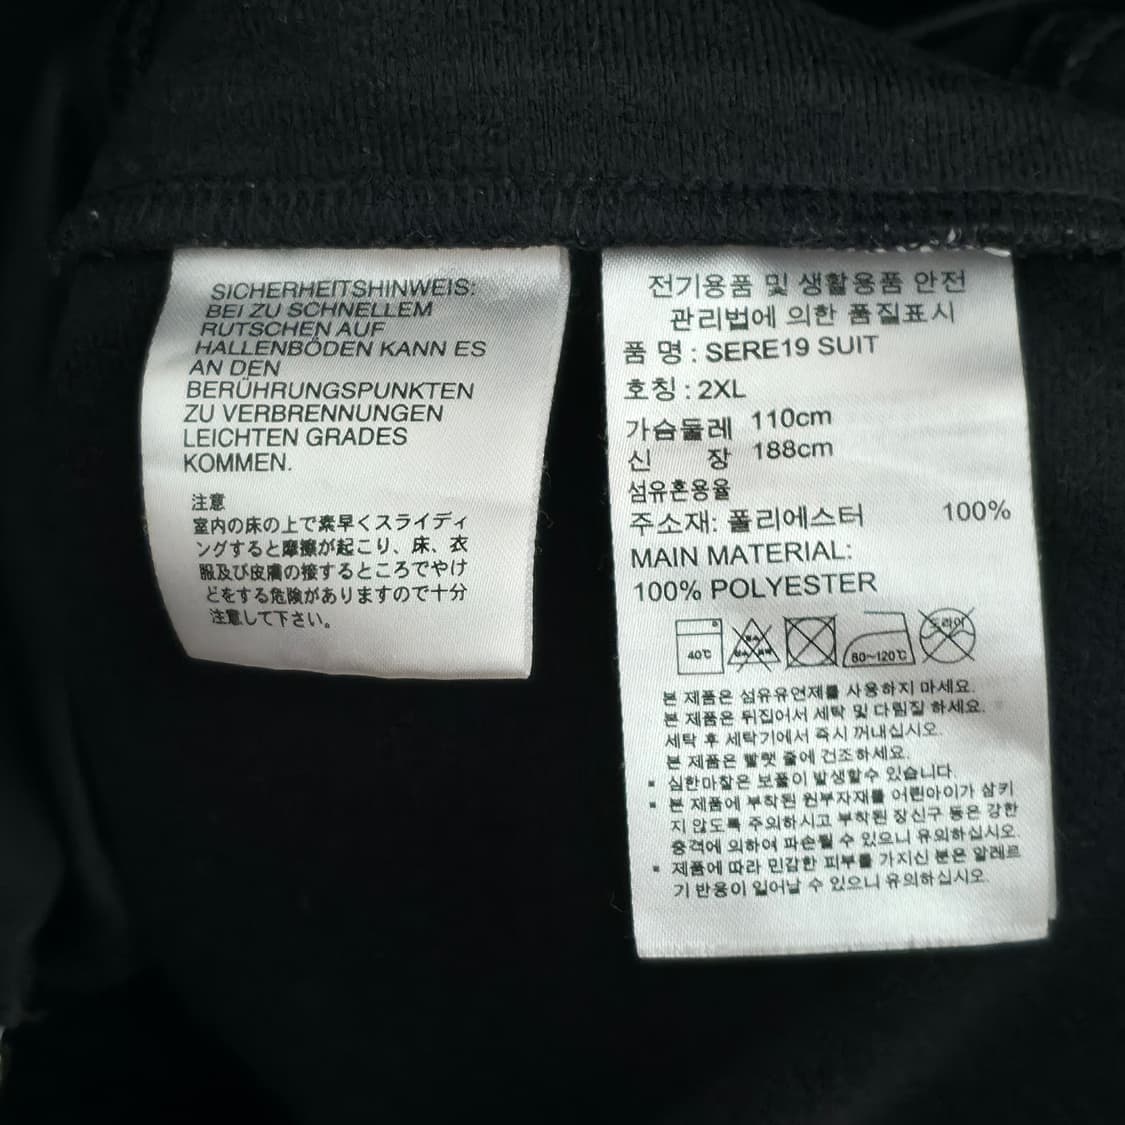 SICHERHEITSHINWEIS:
BEI ZU SCHNELLEM
RUTSCHEN AUF
HALLENBÖDEN KANN ES
AN DEN
BERÜHRUNGSPUNKTEN
ZU VERBRENNUNGEN
LEICHTEN GRADES
KOMMEN.
注意
室内の床の上で素早くスライディ
ングすると摩擦が起こり、床、衣
服及び皮膚の接するところでやけ
どをする危険がありますので十分
注意して下さい。
전기용품 및 생활용품 안전
관리법에 의한 품질표시
품 명 : SERE19 SUIT
호칭 : 2XL
가슴둘레 110cm
신 장 188cm
섬유혼용율
주소재: 폴리에스터 100%
MAIN MATERIAL:
100% POLYESTER
40℃ 80~120℃ 드라이
본 제품은 섬유유연제를 사용하지 마세요.
본 제품은 뒤집어서 세탁 및 다림질 하세요.
세탁 후 세탁기에서 즉시 꺼내십시오.
본 제품은 빨랫 줄에 건조하세요.
▪ 심한마찰은 보풀이 발생할수 있습니다.
▪ 본 제품에 부착된 원부자재를 어린아이가 삼키
지 않도록 주의하시고 부착된 장신구 등은 강한
충격에 의하여 파손될 수 있으니 유의하십시오.
▪ 제품에 따라 민감한 피부를 가지신 분은 알레르
기 반응이 일어날 수 있으니 유의하십시오.